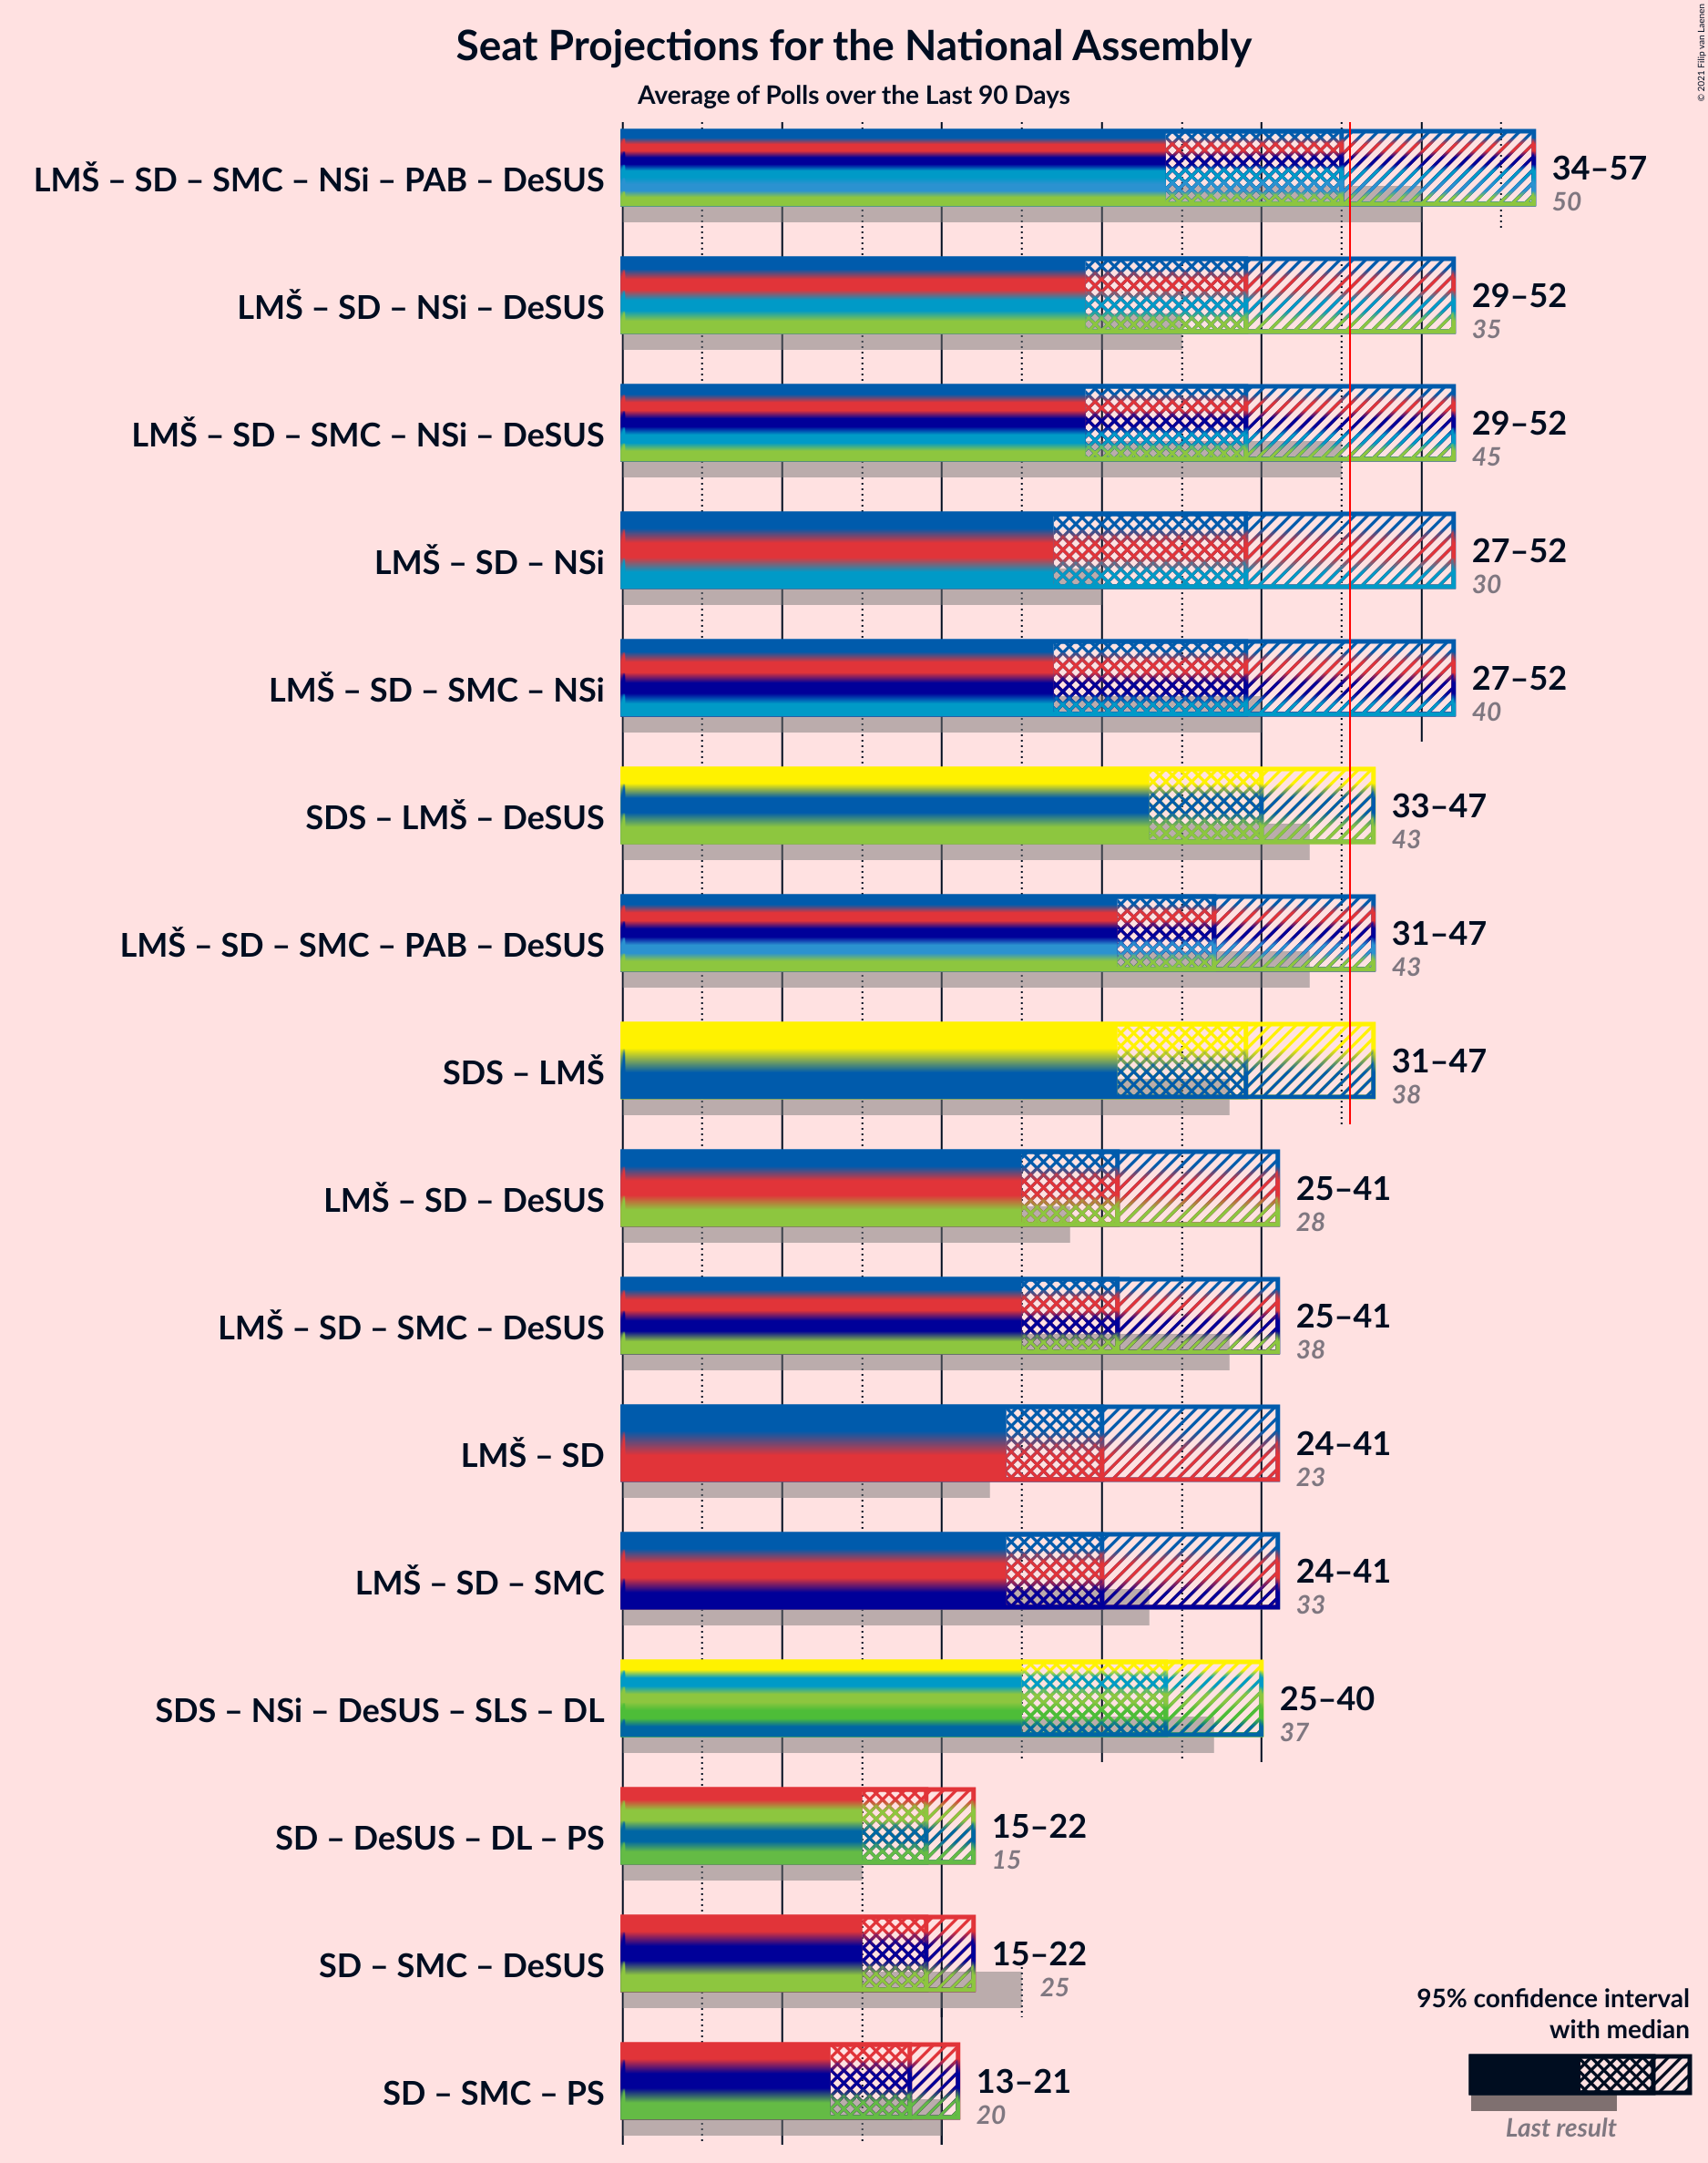 Seat Projections for the National Assembly
Average of Polls over the Last 90 Days
© 2021 Filip van Laenen
LMŠ – SD – SMC – NSi – PAB – DeSUS
34–57
50
LMŠ – SD – NSi – DeSUS
29–52
35
LMŠ – SD – SMC – NSi – DeSUS
29–52
45
LMŠ – SD – NSi
27–52
30
LMŠ – SD – SMC – NSi
27–52
40
SDS – LMŠ – DeSUS
33–47
43
LMŠ – SD – SMC – PAB – DeSUS
31–47
43
SDS – LMŠ
31–47
38
LMŠ – SD – DeSUS
25–41
28
LMŠ – SD – SMC – DeSUS
25–41
38
LMŠ – SD
24–41
23
LMŠ – SD – SMC
24–41
33
SDS – NSi – DeSUS – SLS – DL
25–40
37
SD – DeSUS – DL – PS
15–22
15
SD – SMC – DeSUS
15–22
25
SD – SMC – PS
13–21
20
95% confidence interval
with median
Last result